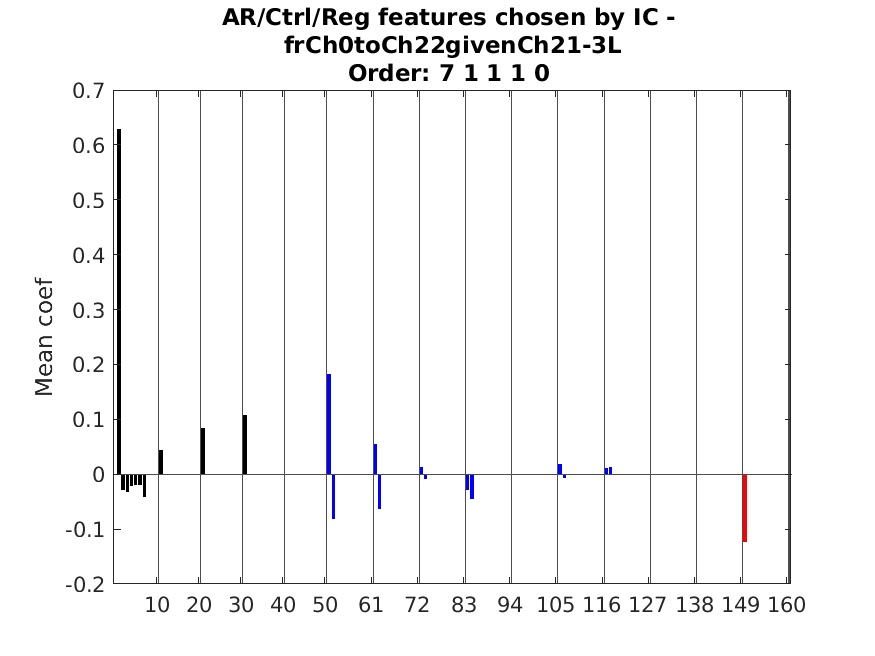 AR/Ctrl/Reg features chosen by IC -
frCh0toCh22givenCh21-3L
Order: 7 1 1 1 0
0.7
0.6
0.5
0.4
0.3
0.2
0.1
0
-0.1
-0.2
Mean coef
10 20 30 40 50 61 72 83 94 105 116 127 138 149 160